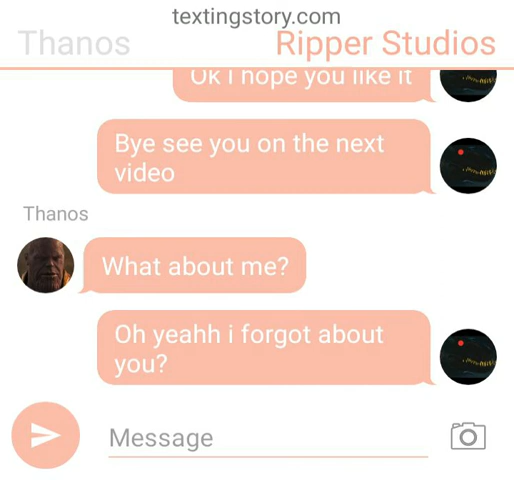 textingstory.com
Thanos
Ripper Studios
Ok I hope you like it
Bye see you on the next
video
Thanos
What about me?
Oh yeahh i forgot about
you?
Message